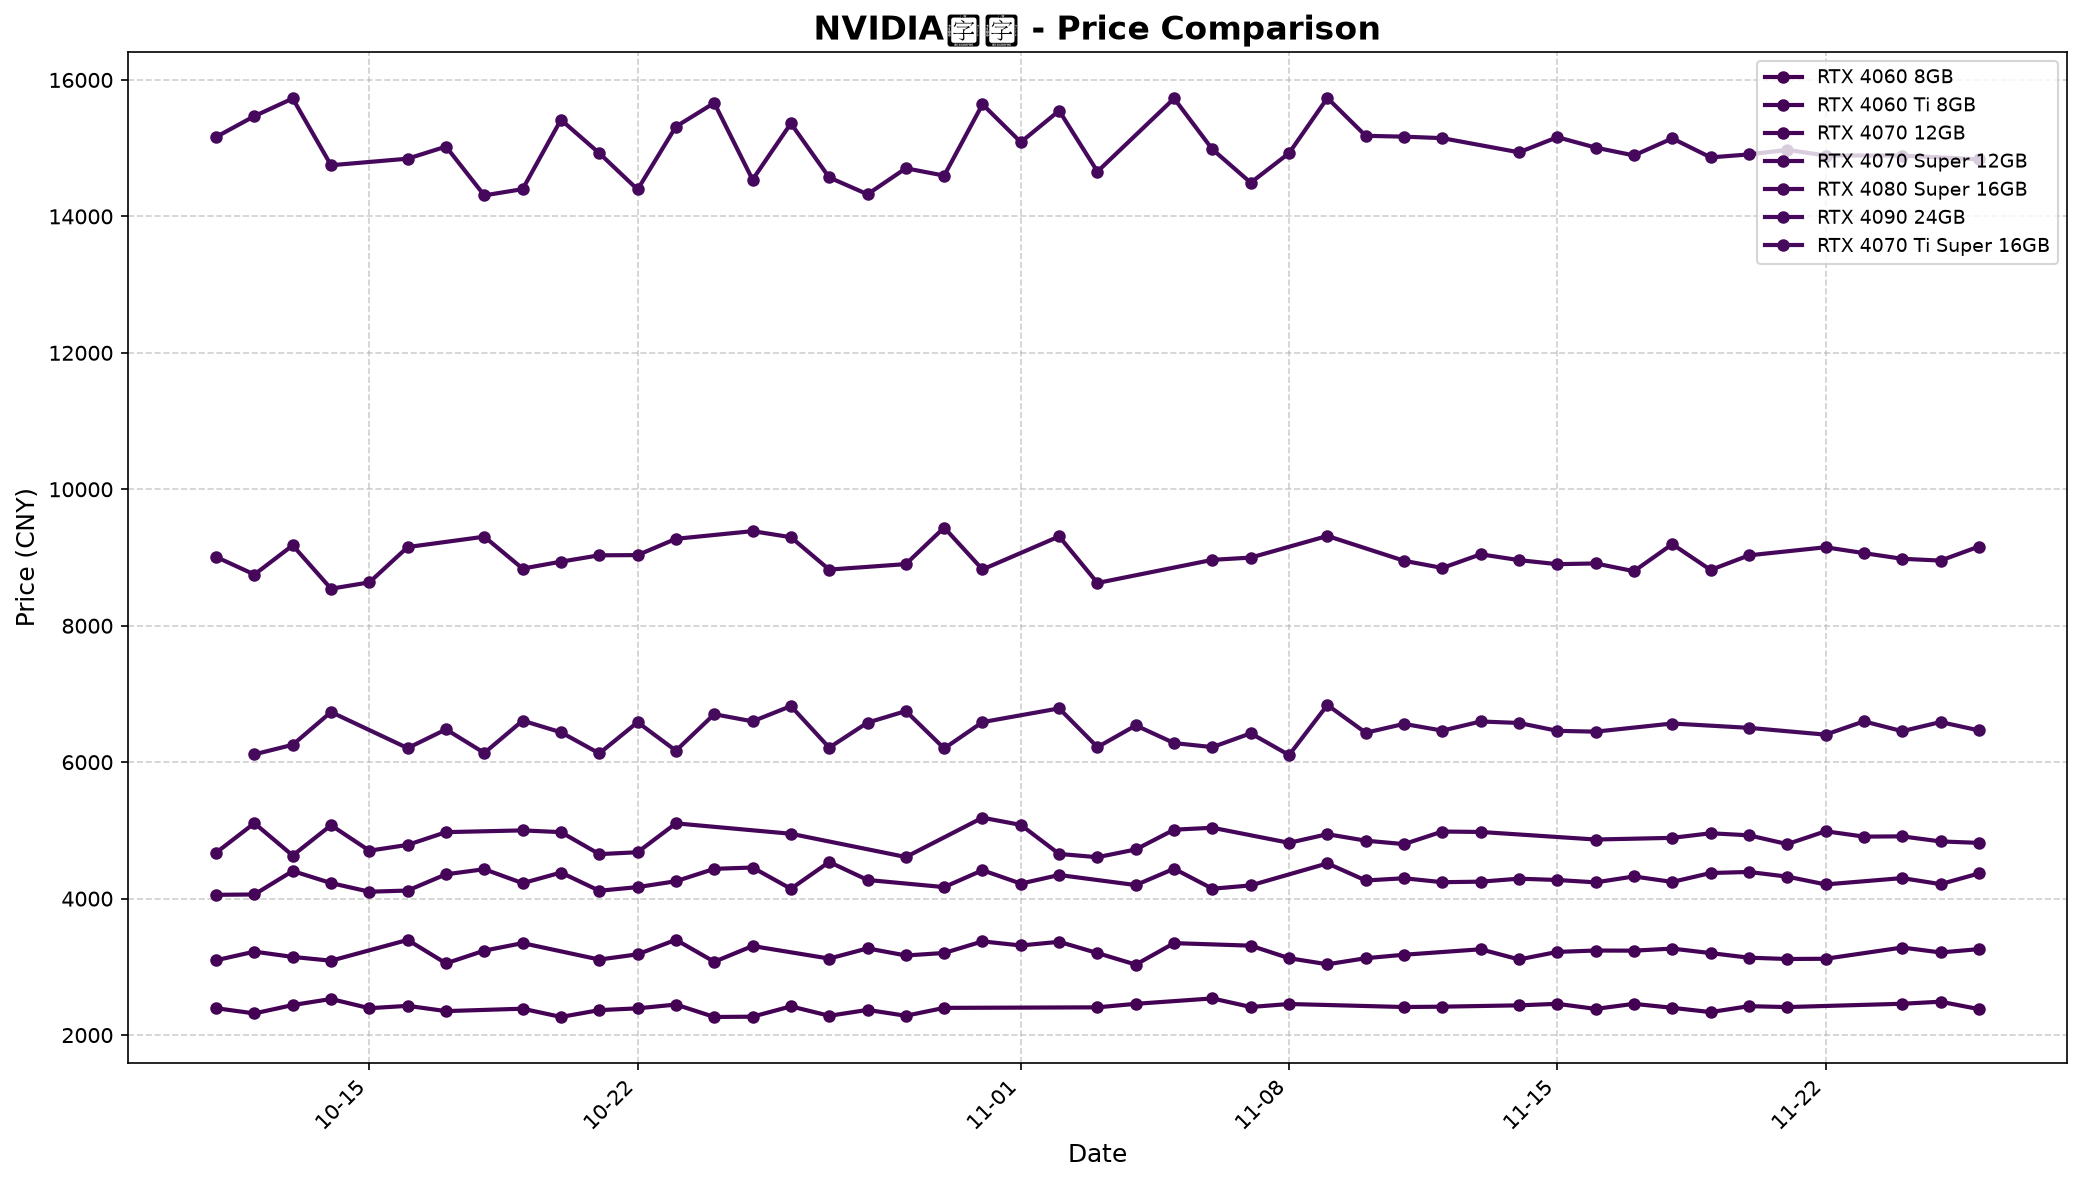 NVIDIA - Price Comparison
16000
14000
12000
10000
8000
6000
4000
2000
Price (CNY)
RTX 4060 8GB
RTX 4060 Ti 8GB
RTX 4070 12GB
RTX 4070 Super 12GB
RTX 4080 Super 16GB
RTX 4090 24GB
RTX 4070 Ti Super 16GB
10-15
10-22
11-01
11-08
11-15
11-22
Date